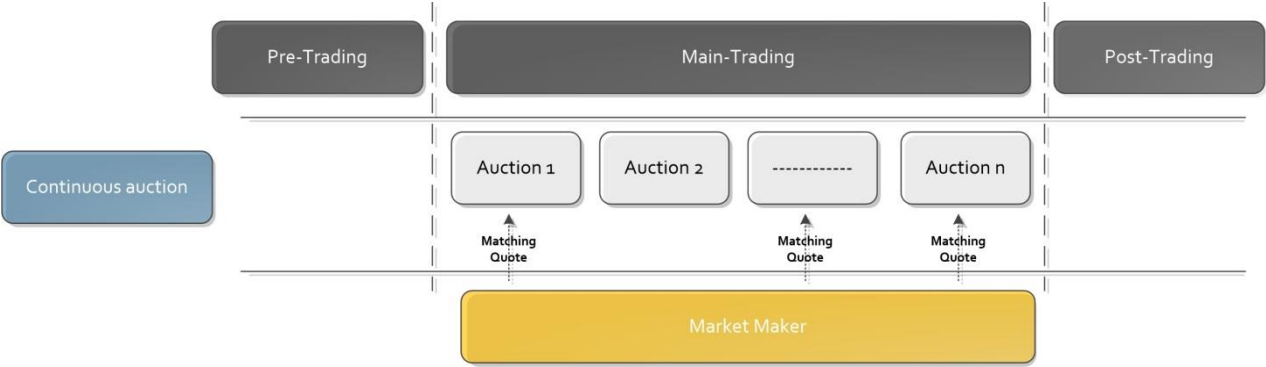 Pre-Trading
Main-Trading
Post-Trading
Continuous auction
Auction 1
Auction 2
------------
Auction n
Matching
Quote
Matching
Quote
Matching
Quote
Market Maker